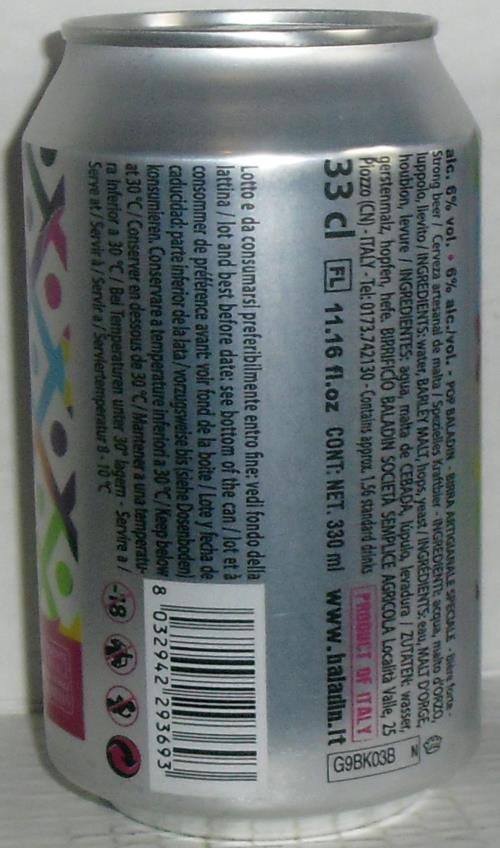 alc. 6% vol. • 6% alc./vol. - POP BALADIN - BIRRA ARTIGIANALE SPECIALE - Bière forte -
Strong beer / Cerveza artesanal de malta / Spezielles Kraftbier - INGREDIENTI: acqua, malto d'ORZO,
luppolo, lievito / INGREDIENTS: water, BARLEY MALT, hops, yeast / INGREDIENTS: eau, MALT D'ORGE,
houblon, levure / INGREDIENTES: agua, malta de CEBADA, lúpulo, levadura / ZUTATEN: wasser,
gerstenmalz, hopfen, hefe. BIRRIFICIO BALADIN SOCIETÀ SEMPLICE AGRICOLA Località Valle, 25
Piozzo (CN) - ITALY - Tel: 0173.742130 - Contains approx. 1.56 standard drinks
PRODUCT OF ITALY
G9BK03B N
33 cl FL 11.16 fl.oz CONT. NET. 330 ml www.baladin.it
Lotto e da consumarsi preferibilmente entro fine: vedi fondo della
lattina / lot and best before date: see bottom of the can / lot et à
consommer de préférence avant: voir fond de la boite / Lote y fecha de
caducidad: parte inferior de la lata / vorzugsweise bis (siehe Dosenboden)
konsumieren. Conservare a temperature inferiori a 30 °C / Keep below
at 30 °C / Conserver en dessous de 30 °C / Mantener a una temperatu-
ra inferior a 30 °C / Bei Temperaturen unter 30° lagern - Servire a /
Serve at / Servir à / Servir a / Serviertemperatur 8 - 10 °C
8 032942 293693
-18